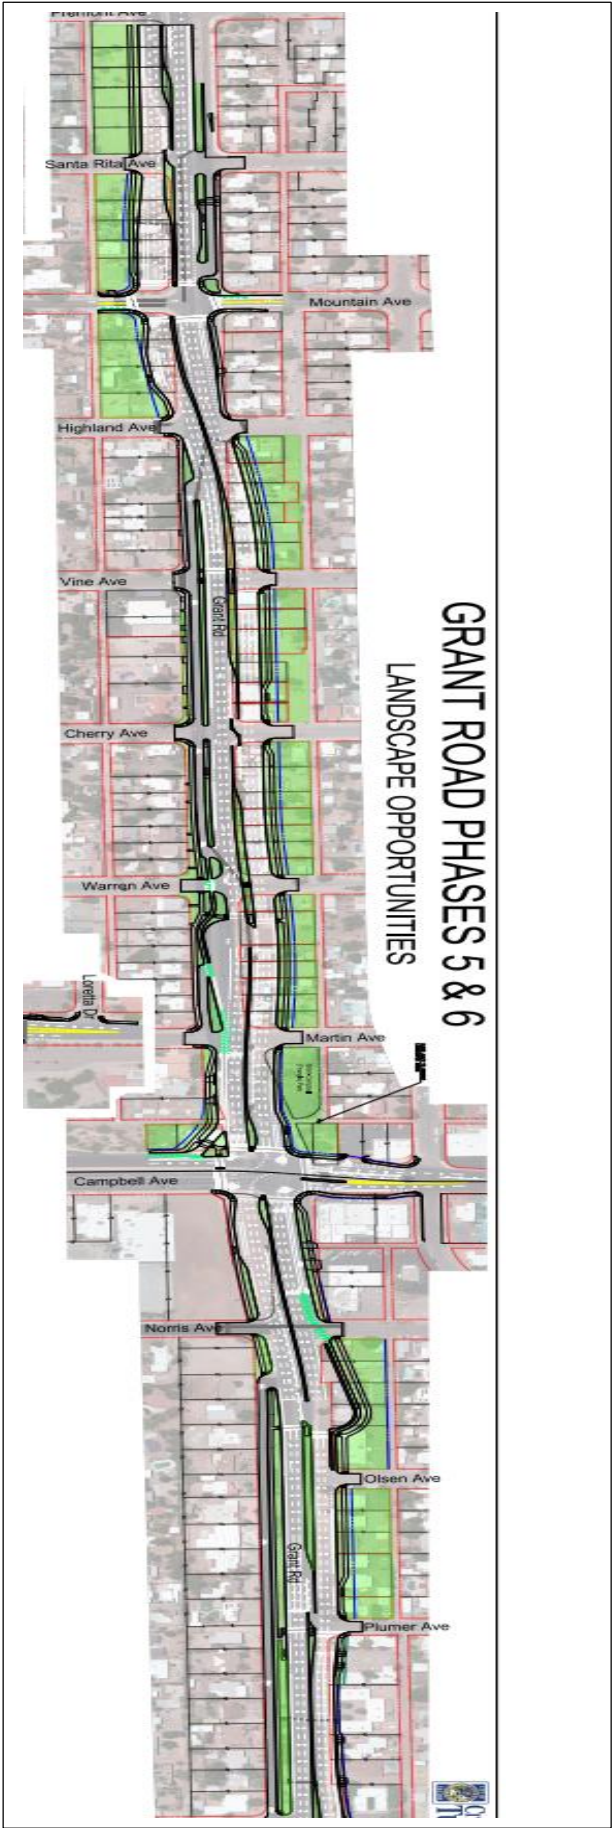 GRANT ROAD PHASES 5 & 6
LANDSCAPE OPPORTUNITIES
Fremont Ave
Santa Rita Ave
Mountain Ave
Highland Ave
Vine Ave
Grant Rd
Cherry Ave
Warren Ave
Loretta Dr
Martin Ave
Campbell Ave
Norris Ave
Olsen Ave
Grant Rd
Plumer Ave